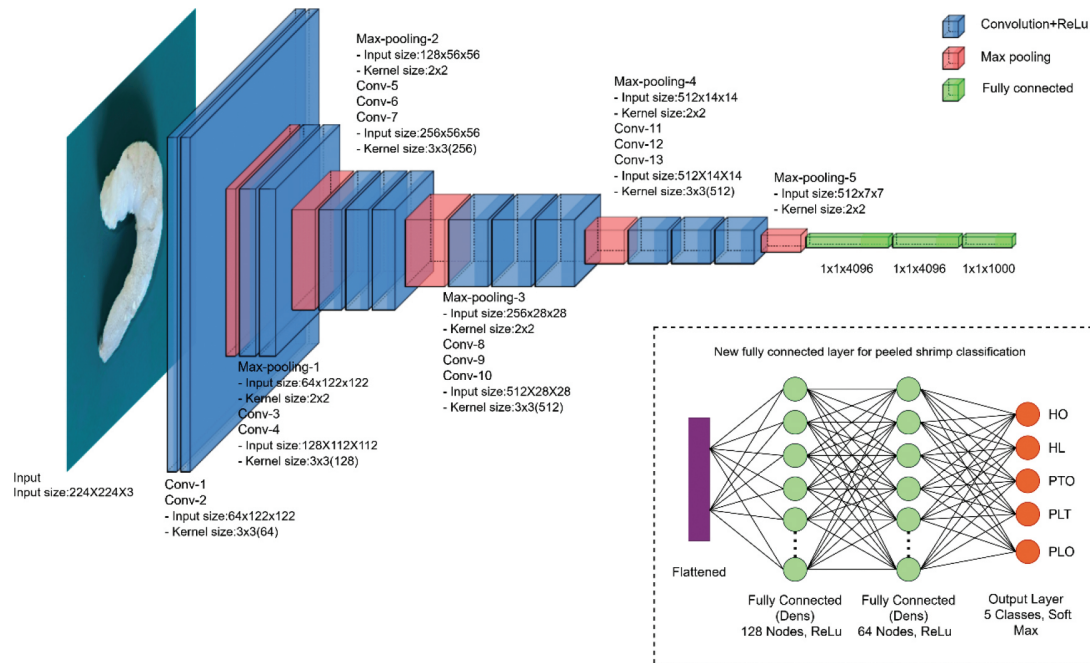 Convolution+ReLu
Max pooling
Fully connected
Max-pooling-2
- Input size:128x56x56
- Kernel size:2x2
Conv-5
Conv-6
Conv-7
- Input size:256x56x56
- Kernel size:3x3(256)
Max-pooling-4
- Input size:512x14x14
- Kernel size:2x2
Conv-11
Conv-12
Conv-13
- Input size:512X14X14
- Kernel size:3x3(512)
Max-pooling-5
- Input size:512x7x7
- Kernel size:2x2
1x1x4096
1x1x4096
1x1x1000
Max-pooling-3
- Input size:256x28x28
- Kernel size:2x2
Conv-8
Conv-9
Conv-10
- Input size:512X28X28
- Kernel size:3x3(512)
Max-pooling-1
- Input size:64x122x122
- Kernel size:2x2
Conv-3
Conv-4
- Input size:128X112X112
- Kernel size:3x3(128)
Input
Input size:224X224X3
Conv-1
Conv-2
- Input size:64x122x122
- Kernel size:3x3(64)
New fully connected layer for peeled shrimp classification
HO
HL
PTO
PLT
PLO
Flattened
Fully Connected
(Dens)
128 Nodes, ReLu
Fully Connected
(Dens)
64 Nodes, ReLu
Output Layer
5 Classes, Soft
Max